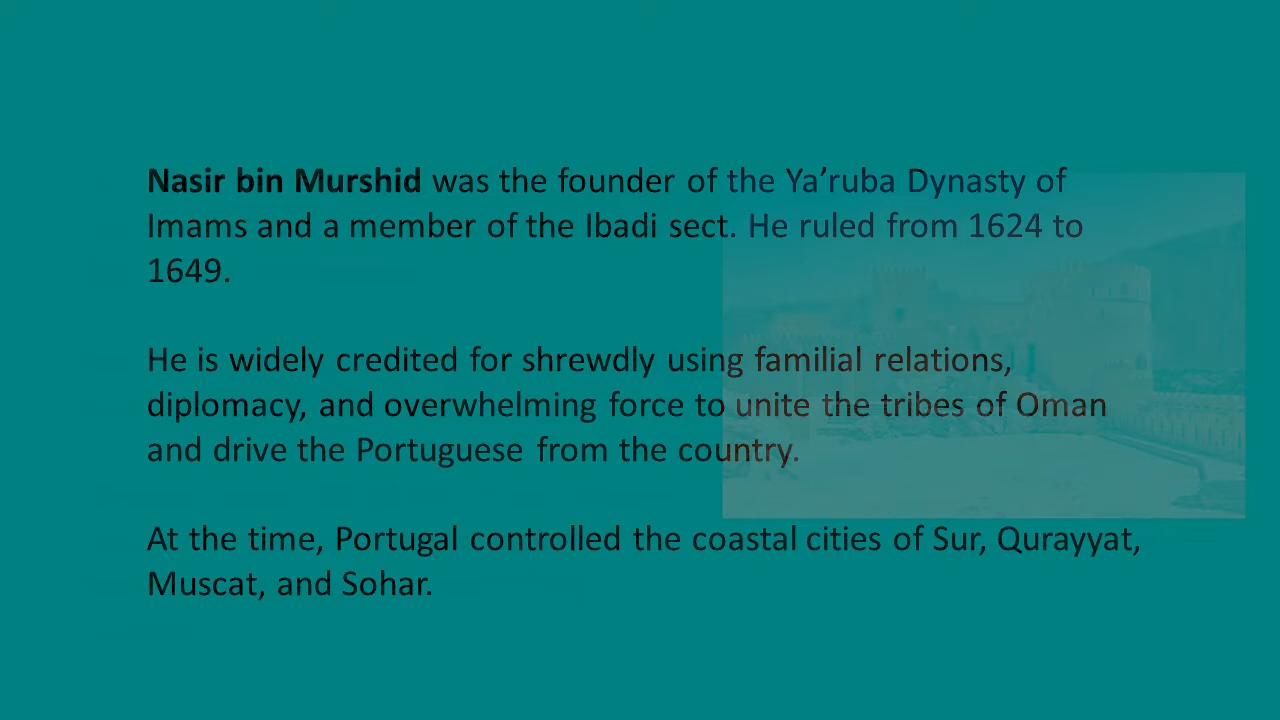 Nasir bin Murshid was the founder of the Ya’ruba Dynasty of
Imams and a member of the Ibadi sect. He ruled from 1624 to
1649.
He is widely credited for shrewdly using familial relations,
diplomacy, and overwhelming force to unite the tribes of Oman
and drive the Portuguese from the country.
At the time, Portugal controlled the coastal cities of Sur, Qurayyat,
Muscat, and Sohar.